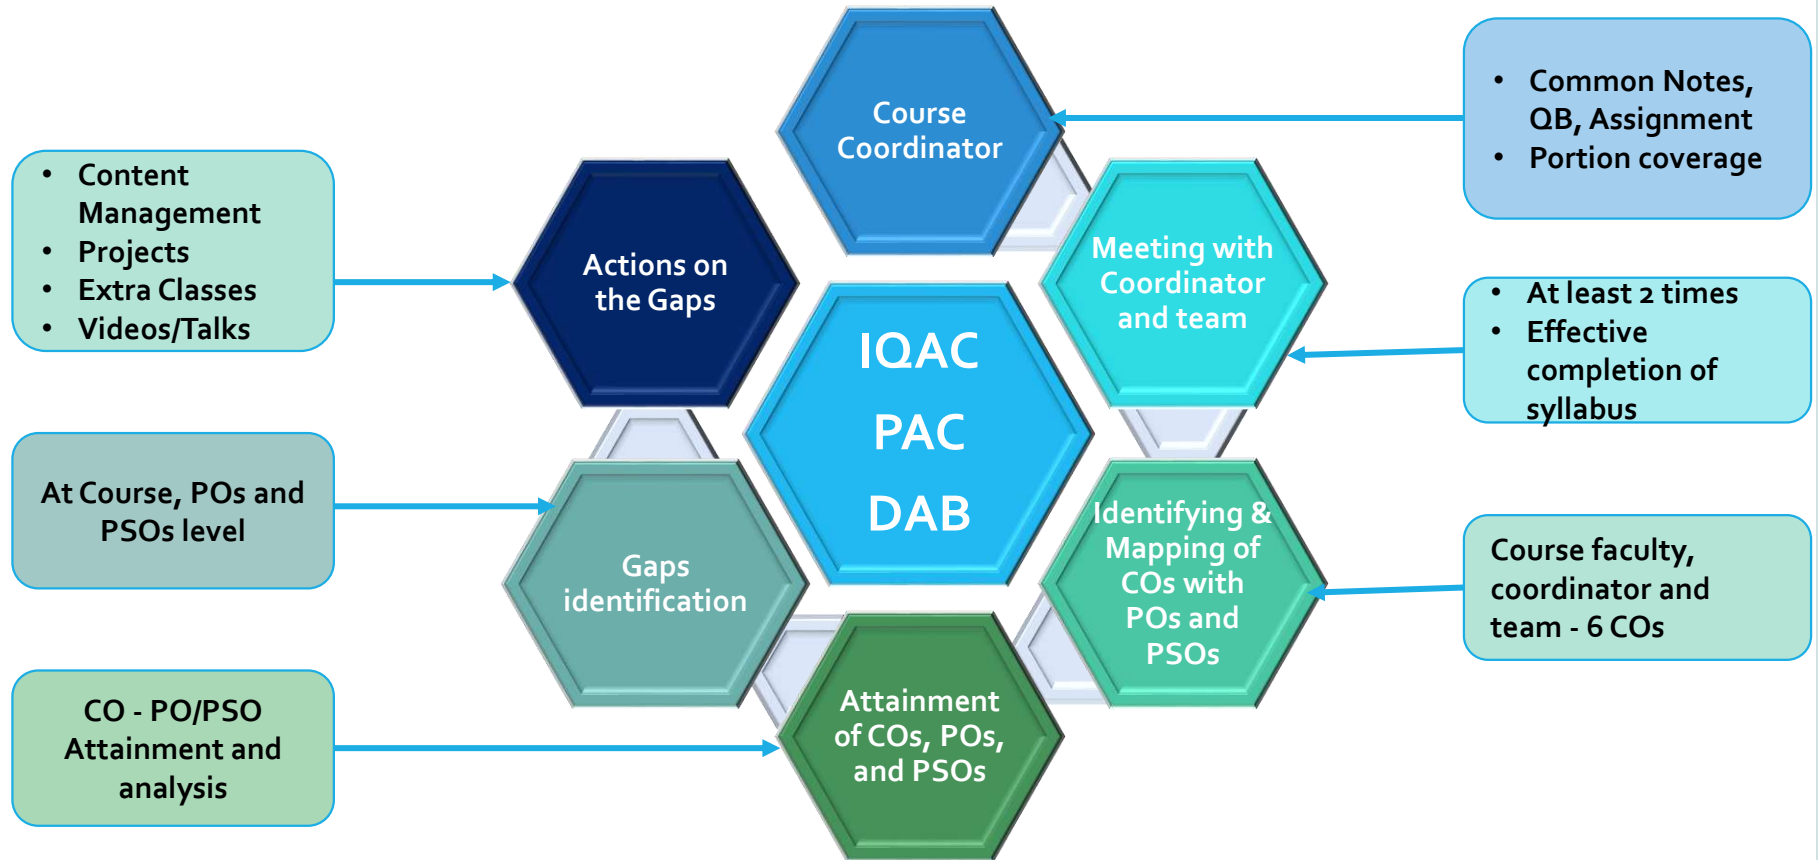 Course
Coordinator
• Common Notes,
QB, Assignment
• Portion coverage
• Content
Management
• Projects
• Extra Classes
• Videos/Talks
Actions on
the Gaps
Meeting with
Coordinator
and team
• At least 2 times
• Effective
completion of
syllabus
IQAC
PAC
DAB
At Course, POs and
PSOs level
Gaps
identification
Identifying &
Mapping of
COs with
POs and
PSOs
Course faculty,
coordinator and
team - 6 COs
CO - PO/PSO
Attainment and
analysis
Attainment
of COs, POs,
and PSOs